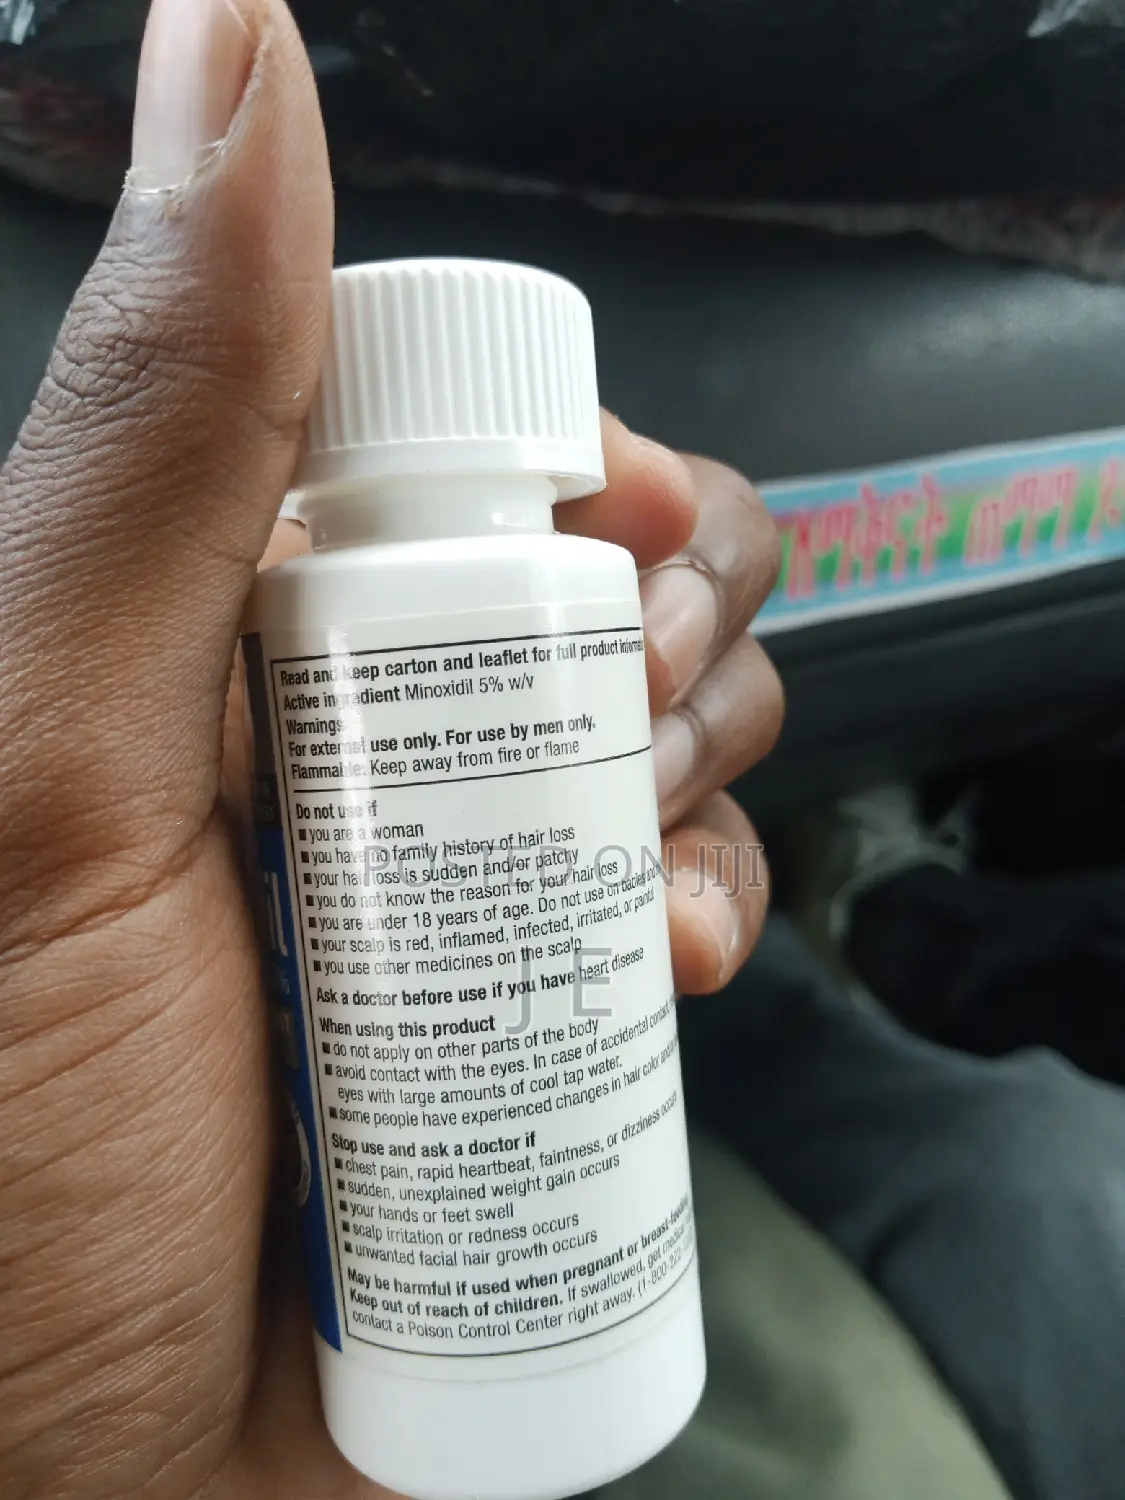 በእማእናት ጠማማ
Read and keep carton and leaflet for full product informa
Active ingredient Minoxidil 5% w/v
Warnings
For external use only. For use by men only.
Flammable: Keep away from fire or flame
Do not use if
■ you are a woman
■ you have no family history of hair loss
■ your hair loss is sudden and/or patchy
■ you do not know the reason for your hair loss
■ you are under 18 years of age. Do not use on babies
■ your scalp is red, inflamed, infected, irritated, or painful
■ you use other medicines on the scalp
Ask a doctor before use if you have heart disease
When using this product
■ do not apply on other parts of the body
■ avoid contact with the eyes. In case of accidental contact,
eyes with large amounts of cool tap water.
■ some people have experienced changes in hair color and/
Stop use and ask a doctor if
■ chest pain, rapid heartbeat, faintness, or dizziness occurs
■ sudden, unexplained weight gain occurs
■ your hands or feet swell
■ scalp irritation or redness occurs
■ unwanted facial hair growth occurs
May be harmful if used when pregnant or breast-feeding
Keep out of reach of children. If swallowed, get medical
contact a Poison Control Center right away. (1-800-222-
POSTED ON JIJI
J E